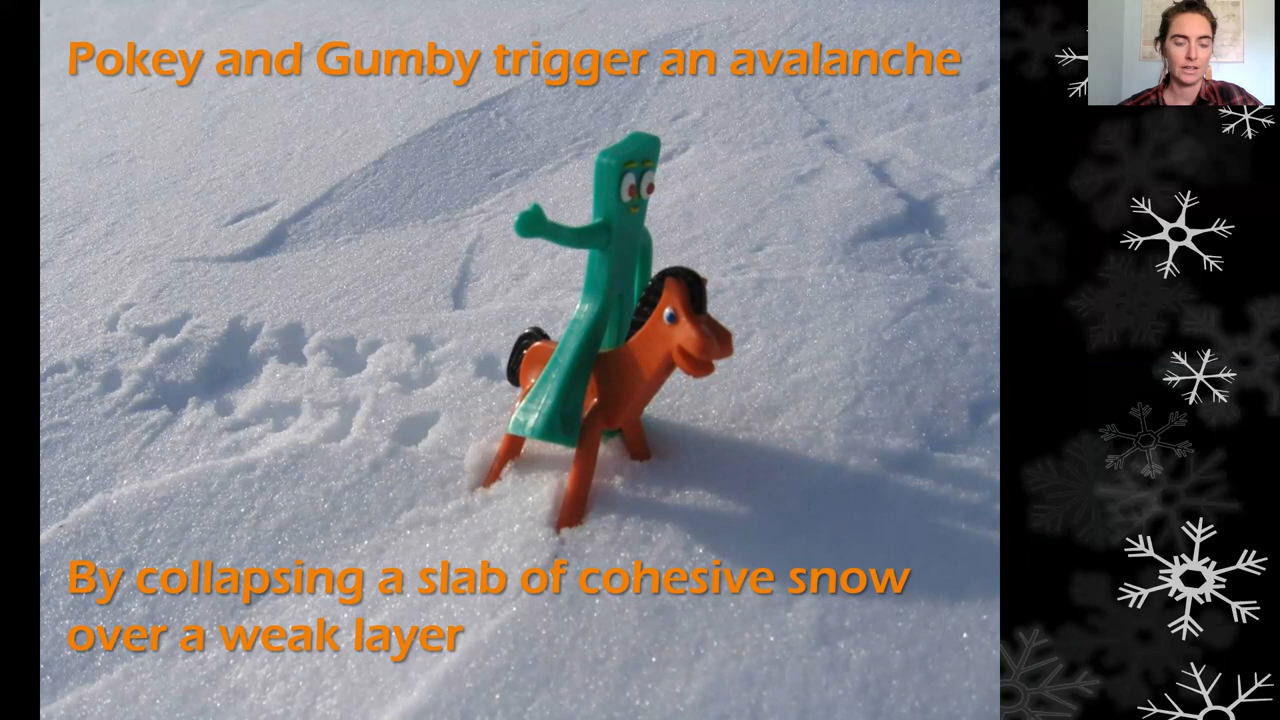 Pokey and Gumby trigger an avalanche
By collapsing a slab of cohesive snow
over a weak layer